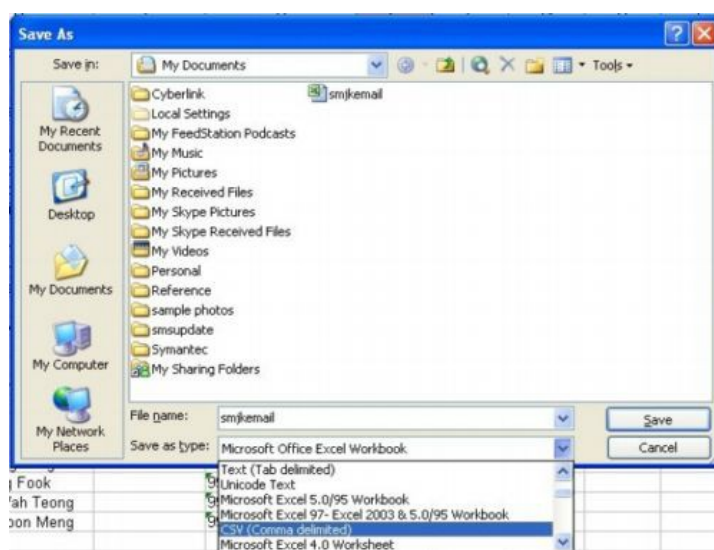 Save As
Save in:
My Documents
Tools
My Recent
Documents
Desktop
My Documents
My Computer
My Network
Places
Cyberlink
Local Settings
My FeedStation Podcasts
My Music
My Pictures
My Received Files
My Skype Pictures
My Skype Received Files
My Videos
Personal
Reference
sample photos
smsupdate
Symantec
My Sharing Folders
smjkemail
File name:
smjkemail
Save
Save as type:
Microsoft Office Excel Workbook
Cancel
Text (Tab delimited)
Unicode Text
Microsoft Excel 5.0/95 Workbook
Microsoft Excel 97- Excel 2003 & 5.0/95 Workbook
CSV (Comma delimited)
Microsoft Excel 4.0 Worksheet
Fook
Teong
Meng